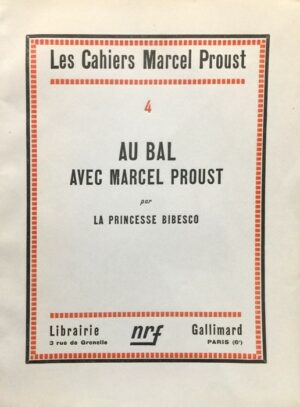 Les Cahiers Marcel Proust
4
AU BAL
AVEC MARCEL PROUST
par
LA PRINCESSE BIBESCO
Librairie nrf Gallimard
3 rue de Grenelle PARIS (6ᵉ)